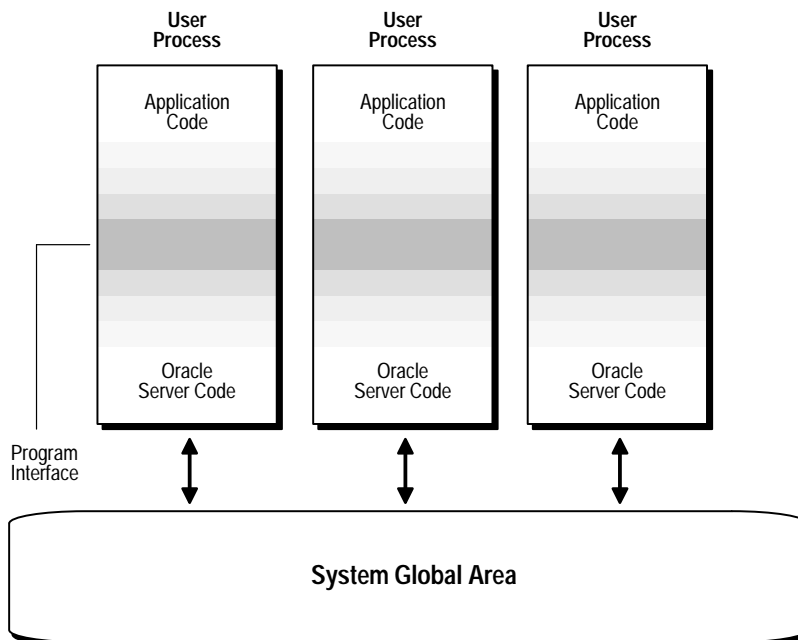 User
Process
User
Process
User
Process
Application
Code
Application
Code
Application
Code
Oracle
Server Code
Oracle
Server Code
Oracle
Server Code
Program
Interface
System Global Area